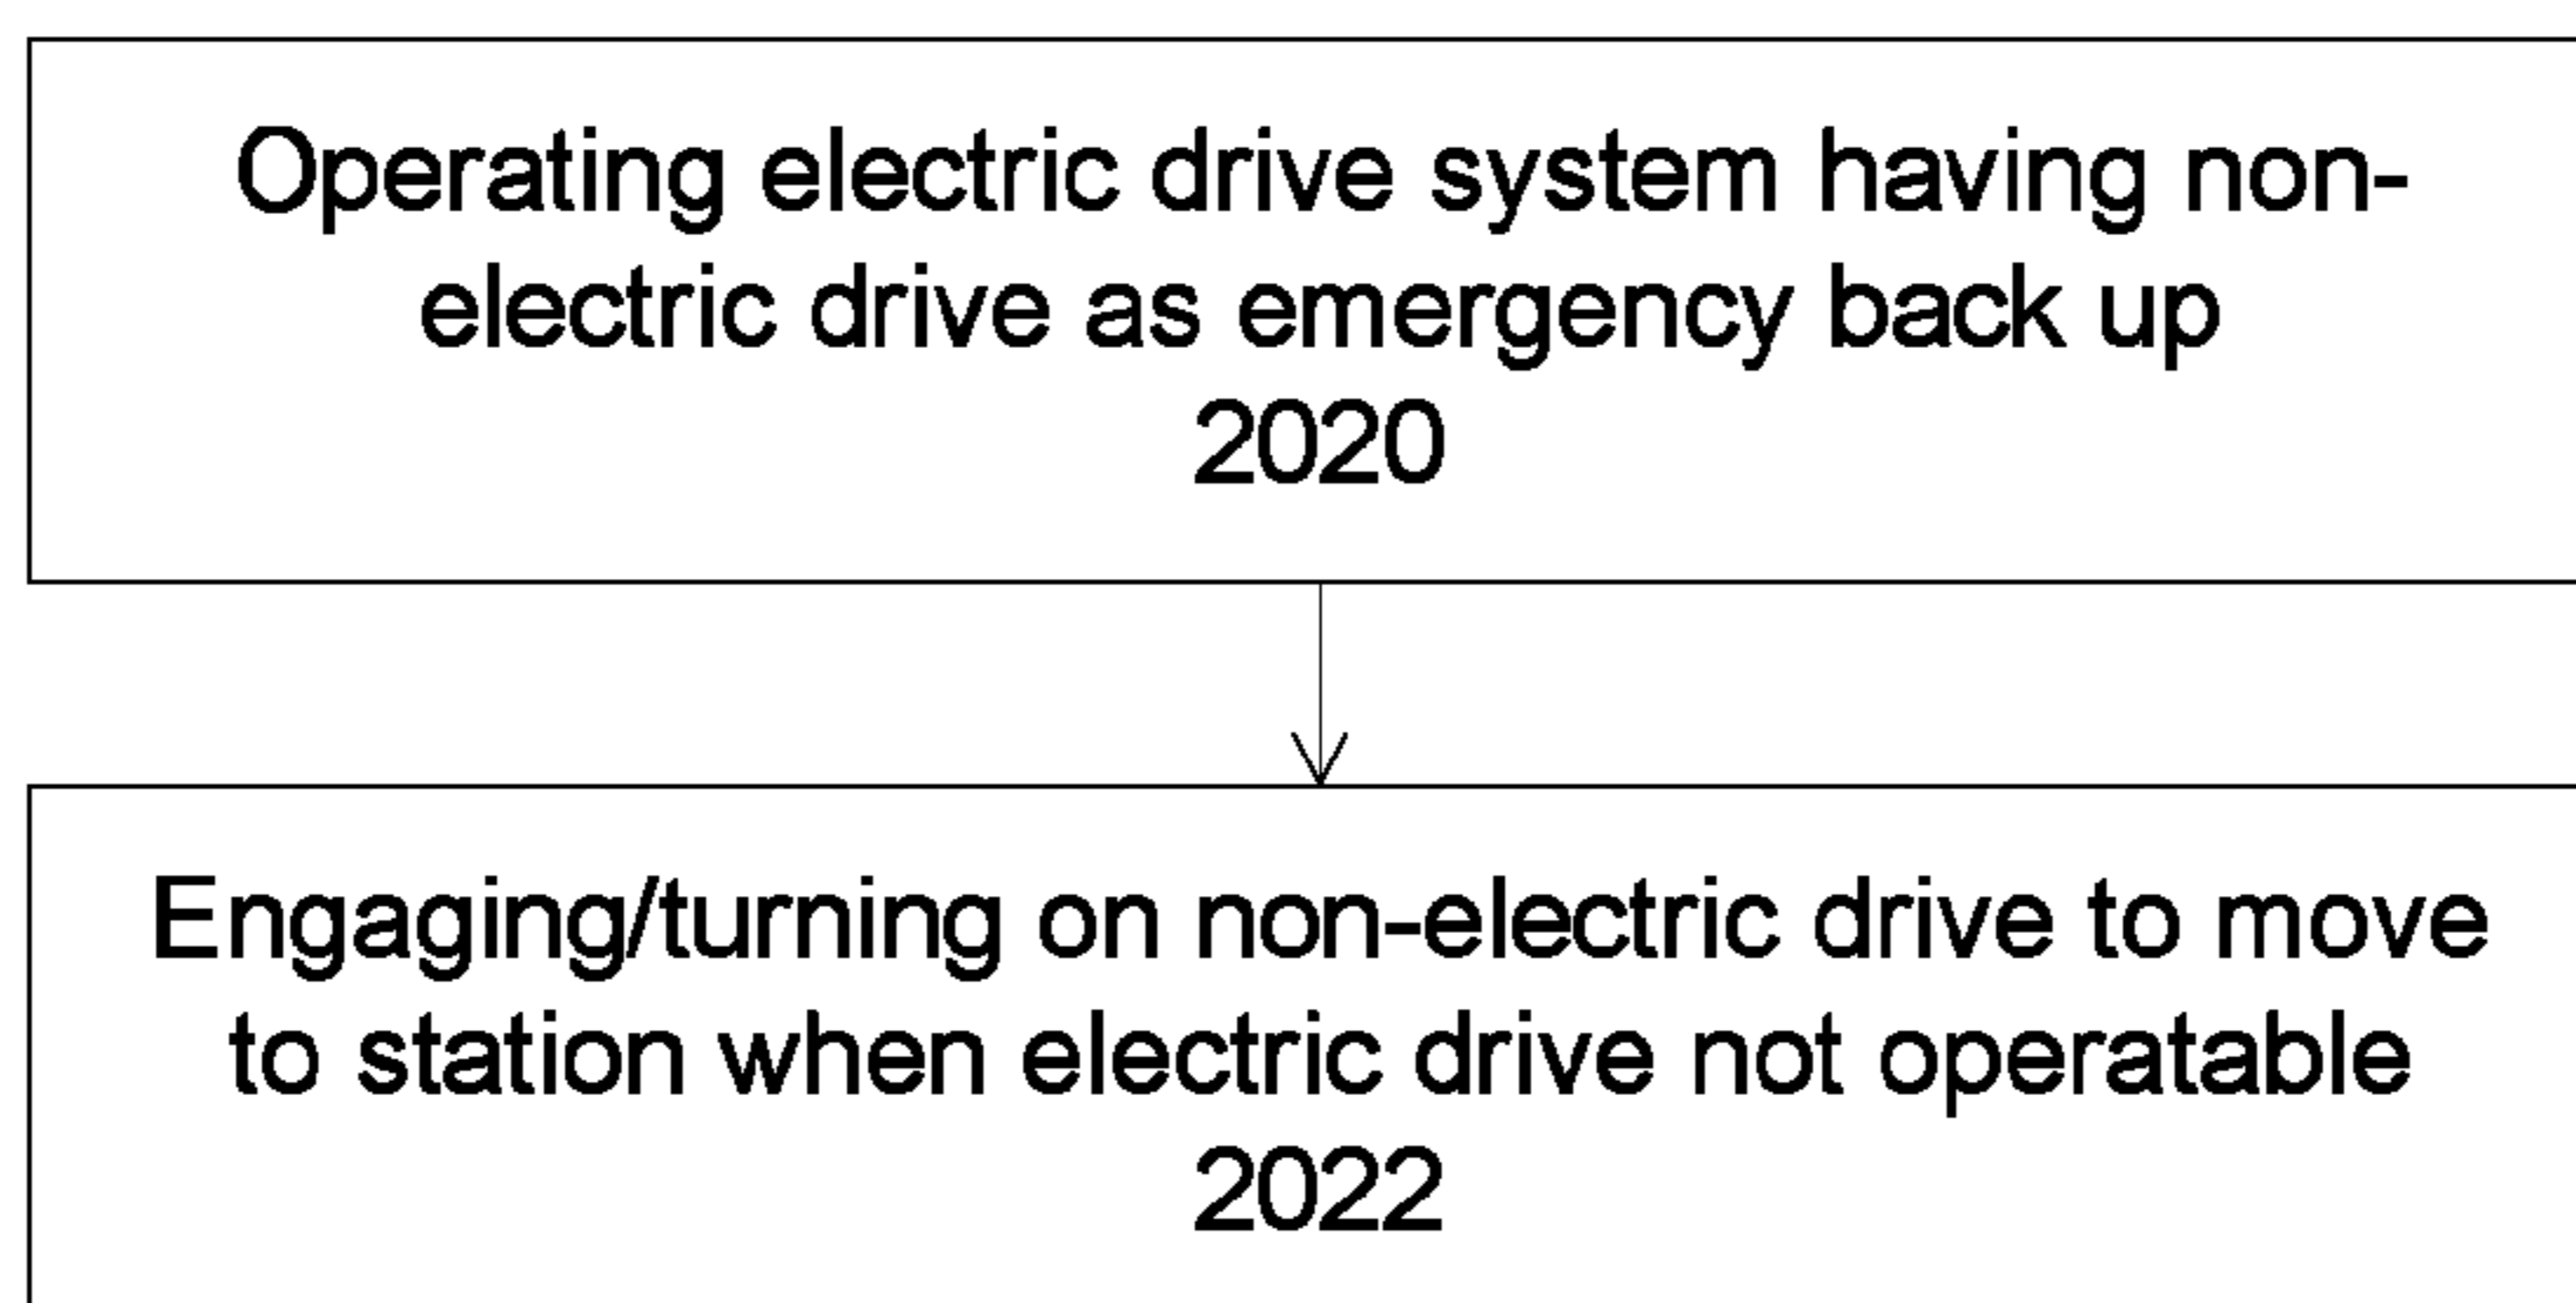 Operating electric drive system having non-
electric drive as emergency back up
2020
Engaging/turning on non-electric drive to move
to station when electric drive not operatable
2022